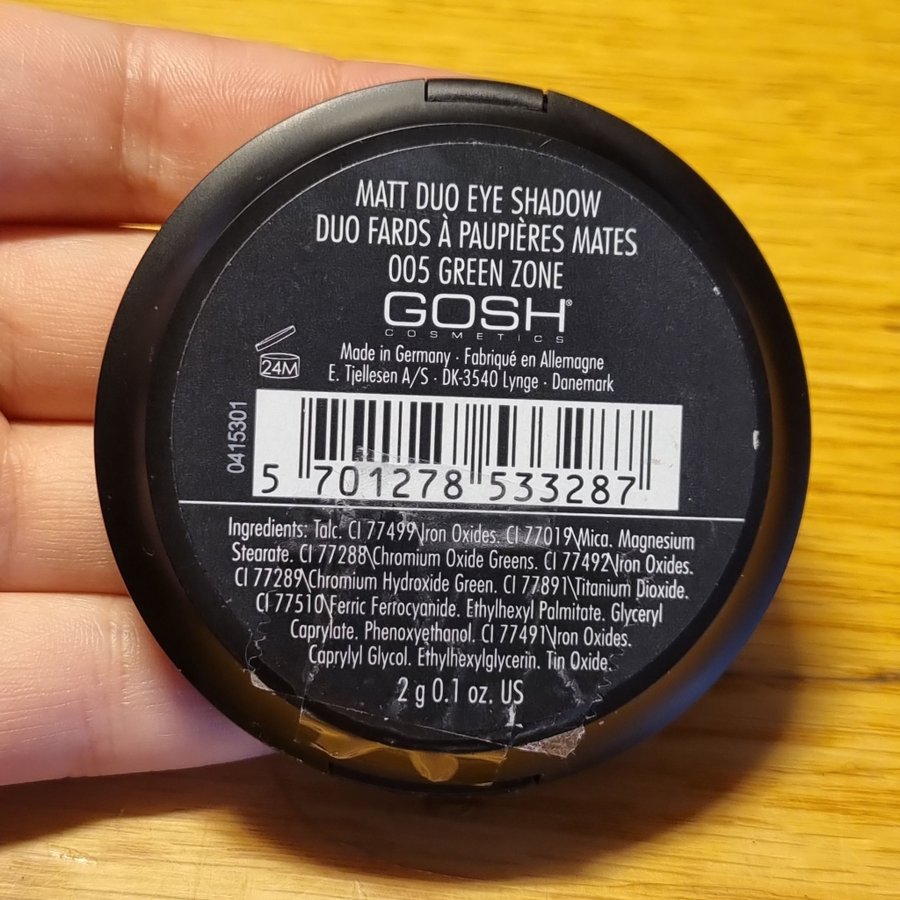 MATT DUO EYE SHADOW
DUO FARDS À PAUPIÈRES MATES
005 GREEN ZONE
GOSH®
COSMETICS
Made in Germany · Fabriqué en Allemagne
E. Tjellesen A/S · DK-3540 Lynge · Danemark
24M
0415301
5 701278 533287
Ingredients: Talc. CI 77499\Iron Oxides. CI 77019\Mica. Magnesium
Stearate. CI 77288\Chromium Oxide Greens. CI 77492\Iron Oxides.
CI 77289\Chromium Hydroxide Green. CI 77891\Titanium Dioxide.
CI 77510\Ferric Ferrocyanide. Ethylhexyl Palmitate. Glyceryl
Caprylate. Phenoxyethanol. CI 77491\Iron Oxides.
Caprylyl Glycol. Ethylhexylglycerin. Tin Oxide.
2 g 0.1 oz. US